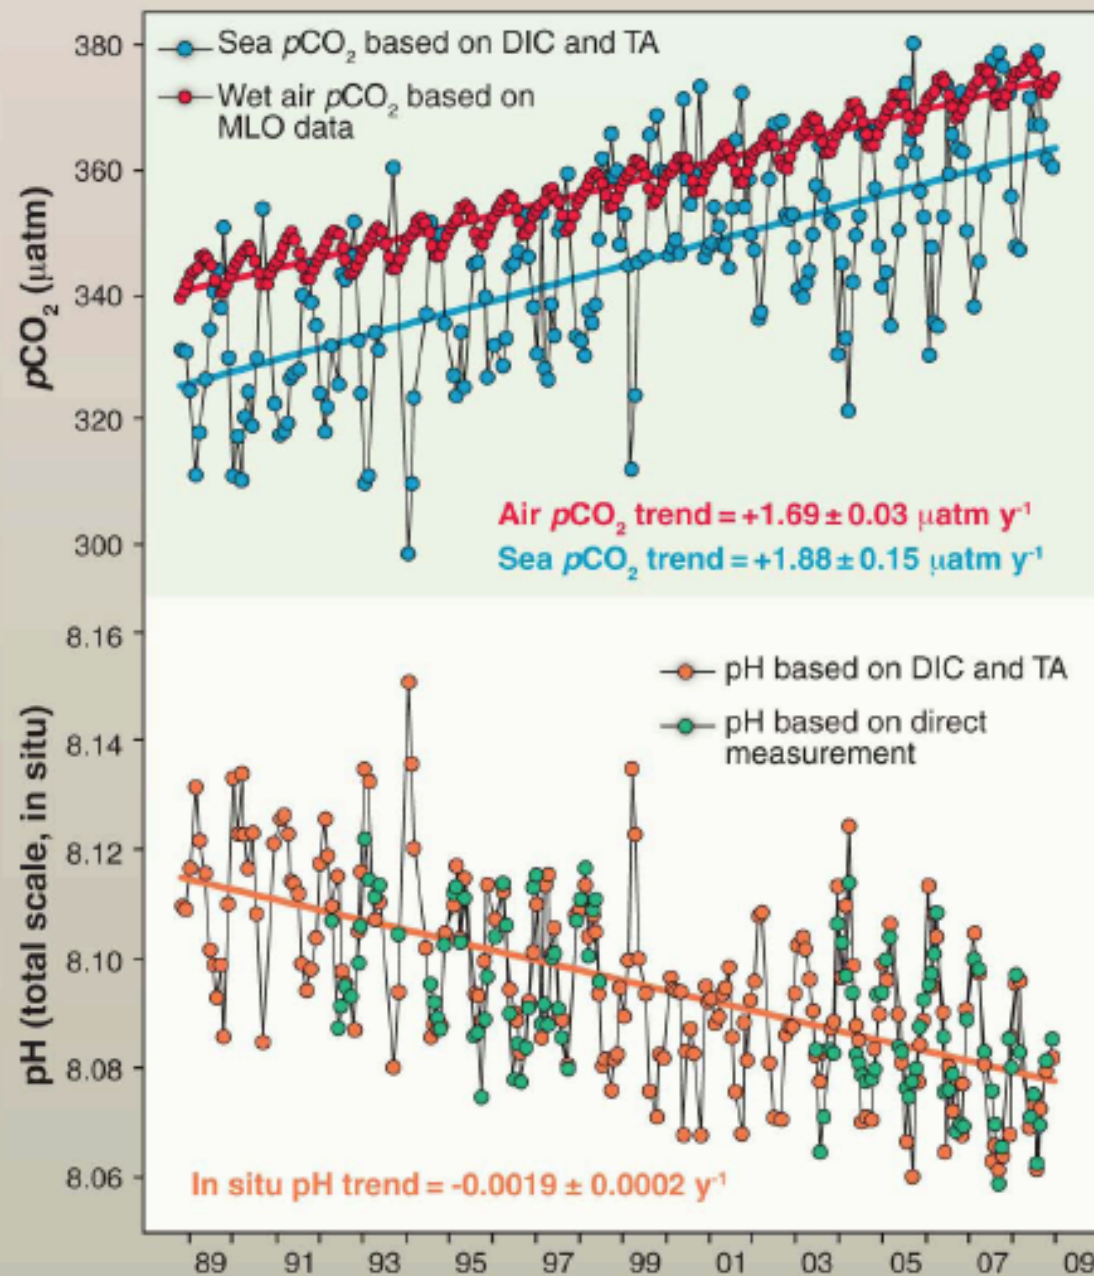 380
360
340
320
300
pCO₂ (µatm)
Sea pCO₂ based on DIC and TA
Wet air pCO₂ based on
MLO data
Air pCO₂ trend = +1.69 ± 0.03 µatm y⁻¹
Sea pCO₂ trend = +1.88 ± 0.15 µatm y⁻¹
8.16
8.14
8.12
8.10
8.08
8.06
pH (total scale, in situ)
pH based on DIC and TA
pH based on direct
measurement
In situ pH trend = -0.0019 ± 0.0002 y⁻¹
89 91 93 95 97 99 01 03 05 07 09